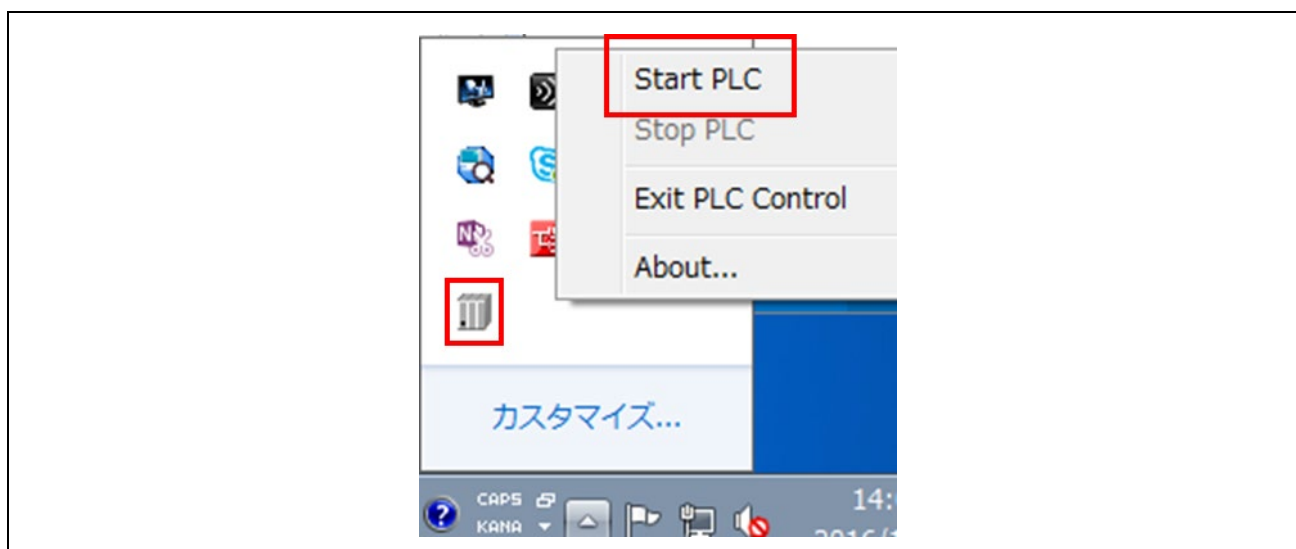 Start PLC
Stop PLC
Exit PLC Control
About...
カスタマイズ...
CAPS
KANA
14: